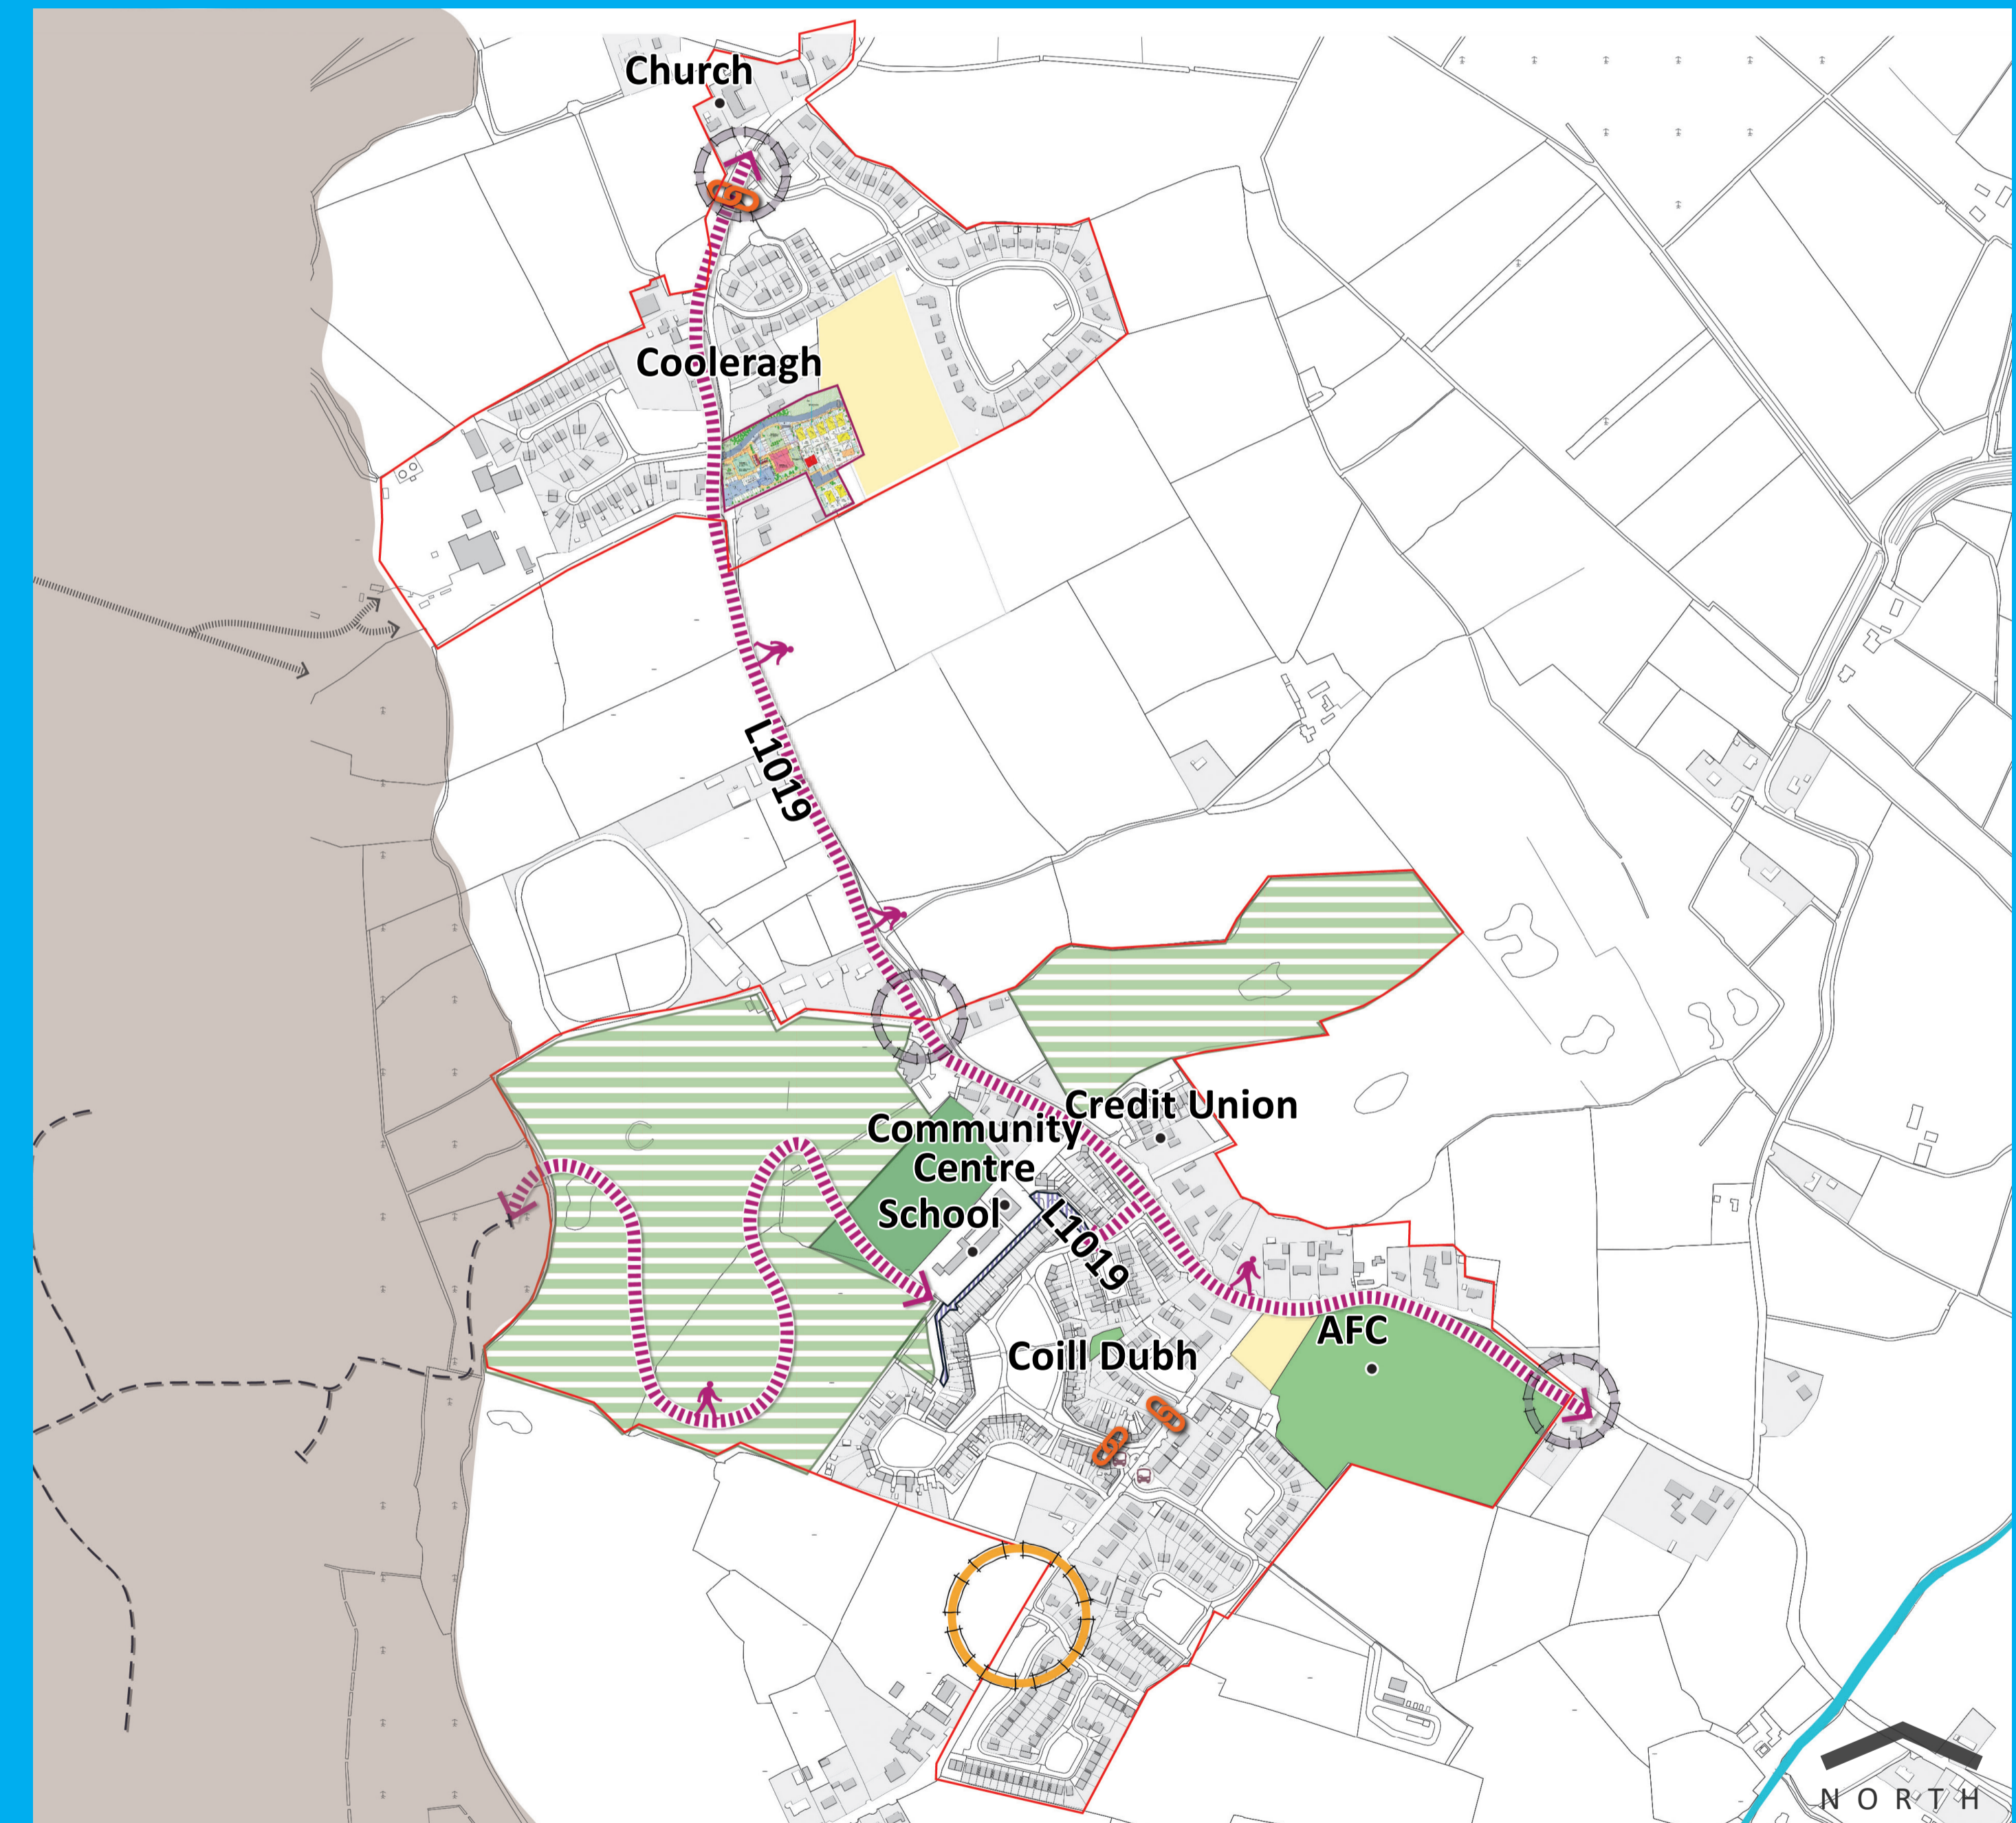 Church
Cooleragh
L1019
Credit Union
Community
Centre
School
L1019
AFC
Coill Dubh
NORTH